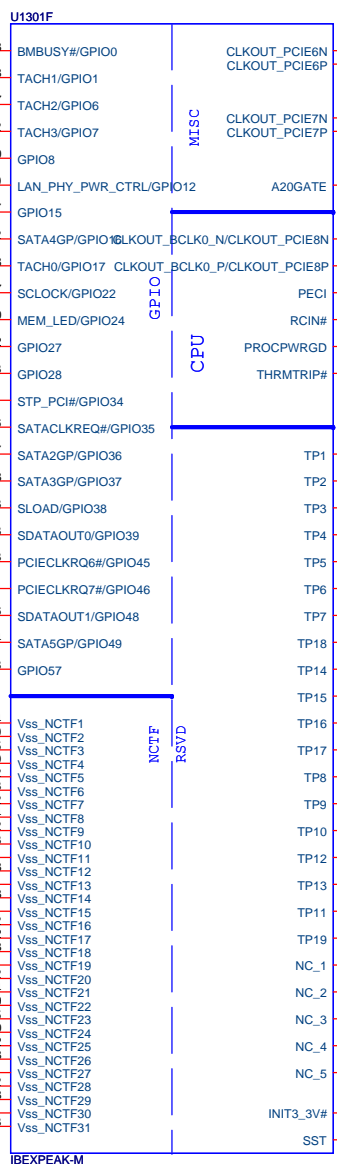 U1301F
BMBUSY#/GPIO0
TACH1/GPIO1
TACH2/GPIO6
TACH3/GPIO7
GPIO8
LAN_PHY_PWR_CTRL/GPIO12
GPIO15
SATA4GP/GPIO16
TACH0/GPIO17
SCLOCK/GPIO22
MEM_LED/GPIO24
GPIO27
GPIO28
STP_PCI#/GPIO34
SATACLKREQ#/GPIO35
SATA2GP/GPIO36
SATA3GP/GPIO37
SLOAD/GPIO38
SDATAOUT0/GPIO39
PCIECLKRQ6#/GPIO45
PCIECLKRQ7#/GPIO46
SDATAOUT1/GPIO48
SATA5GP/GPIO49
GPIO57
GPIO
Vss_NCTF1
Vss_NCTF2
Vss_NCTF3
Vss_NCTF4
Vss_NCTF5
Vss_NCTF6
Vss_NCTF7
Vss_NCTF8
Vss_NCTF9
Vss_NCTF10
Vss_NCTF11
Vss_NCTF12
Vss_NCTF13
Vss_NCTF14
Vss_NCTF15
Vss_NCTF16
Vss_NCTF17
Vss_NCTF18
Vss_NCTF19
Vss_NCTF20
Vss_NCTF21
Vss_NCTF22
Vss_NCTF23
Vss_NCTF24
Vss_NCTF25
Vss_NCTF26
Vss_NCTF27
Vss_NCTF28
Vss_NCTF29
Vss_NCTF30
Vss_NCTF31
NCTF
MISC
CLKOUT_PCIE6N
CLKOUT_PCIE6P
CLKOUT_PCIE7N
CLKOUT_PCIE7P
A20GATE
CPU
CLKOUT_BCLK0_N/CLKOUT_PCIE8N
CLKOUT_BCLK0_P/CLKOUT_PCIE8P
PECI
RCIN#
PROCPWRGD
THRMTRIP#
RSVD
TP1
TP2
TP3
TP4
TP5
TP6
TP7
TP18
TP14
TP15
TP16
TP17
TP8
TP9
TP10
TP12
TP13
TP11
TP19
NC_1
NC_2
NC_3
NC_4
NC_5
INIT3_3V#
SST
IBEXPEAK-M